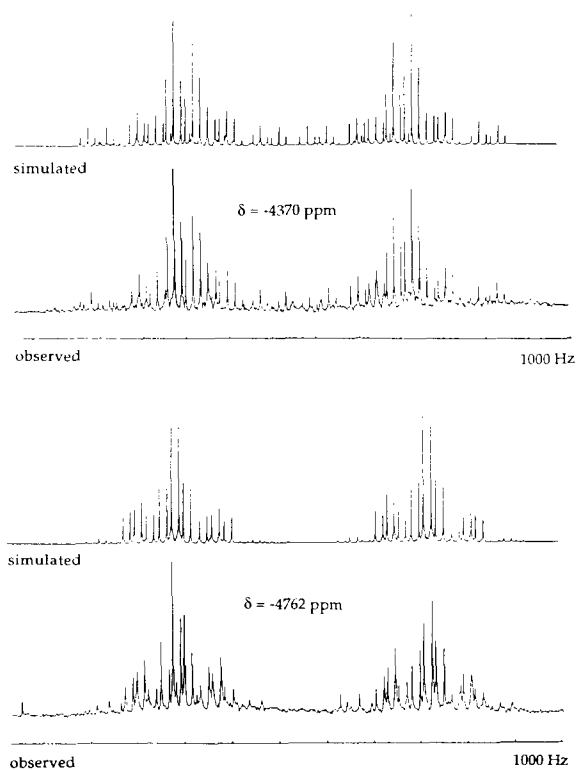 simulated
δ = -4370 ppm
observed
1000 Hz
simulated
δ = -4762 ppm
observed
1000 Hz